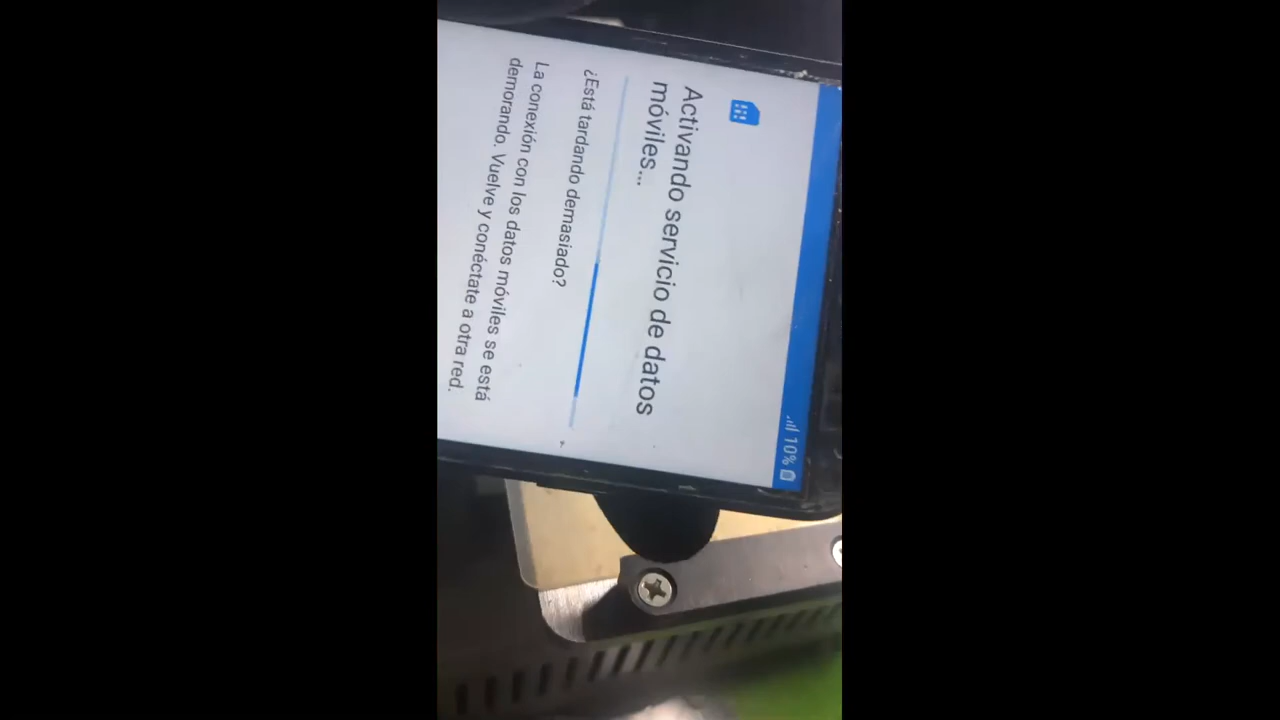 10%
Activando servicio de datos
móviles...
¿Está tardando demasiado?
La conexión con los datos móviles se está
demorando. Vuelve y conéctate a otra red.